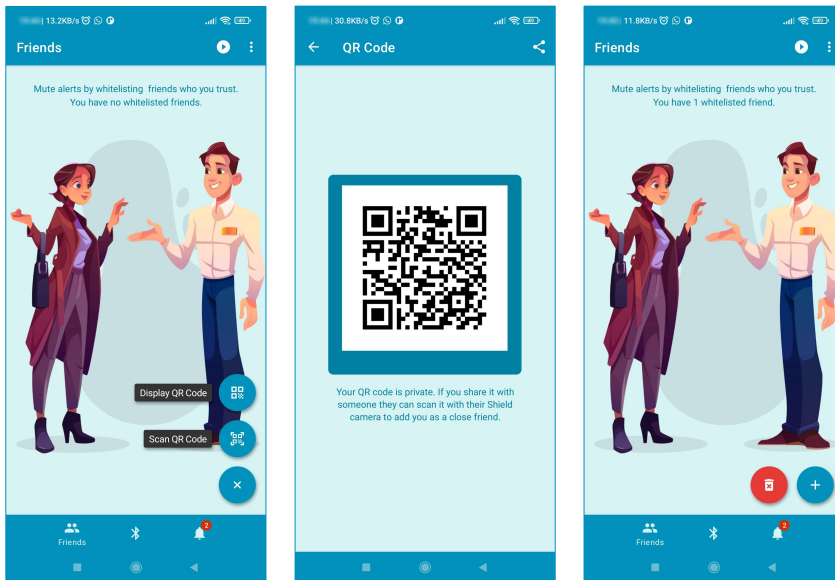 13.2KB/s
Friends
Mute alerts by whitelisting friends who you trust.
You have no whitelisted friends.
Display QR Code
Scan QR Code
Friends
2
30.8KB/s
QR Code
Your QR code is private. If you share it with
someone they can scan it with their Shield
camera to add you as a close friend.
11.8KB/s
Friends
Mute alerts by whitelisting friends who you trust.
You have 1 whitelisted friend.
Friends
2